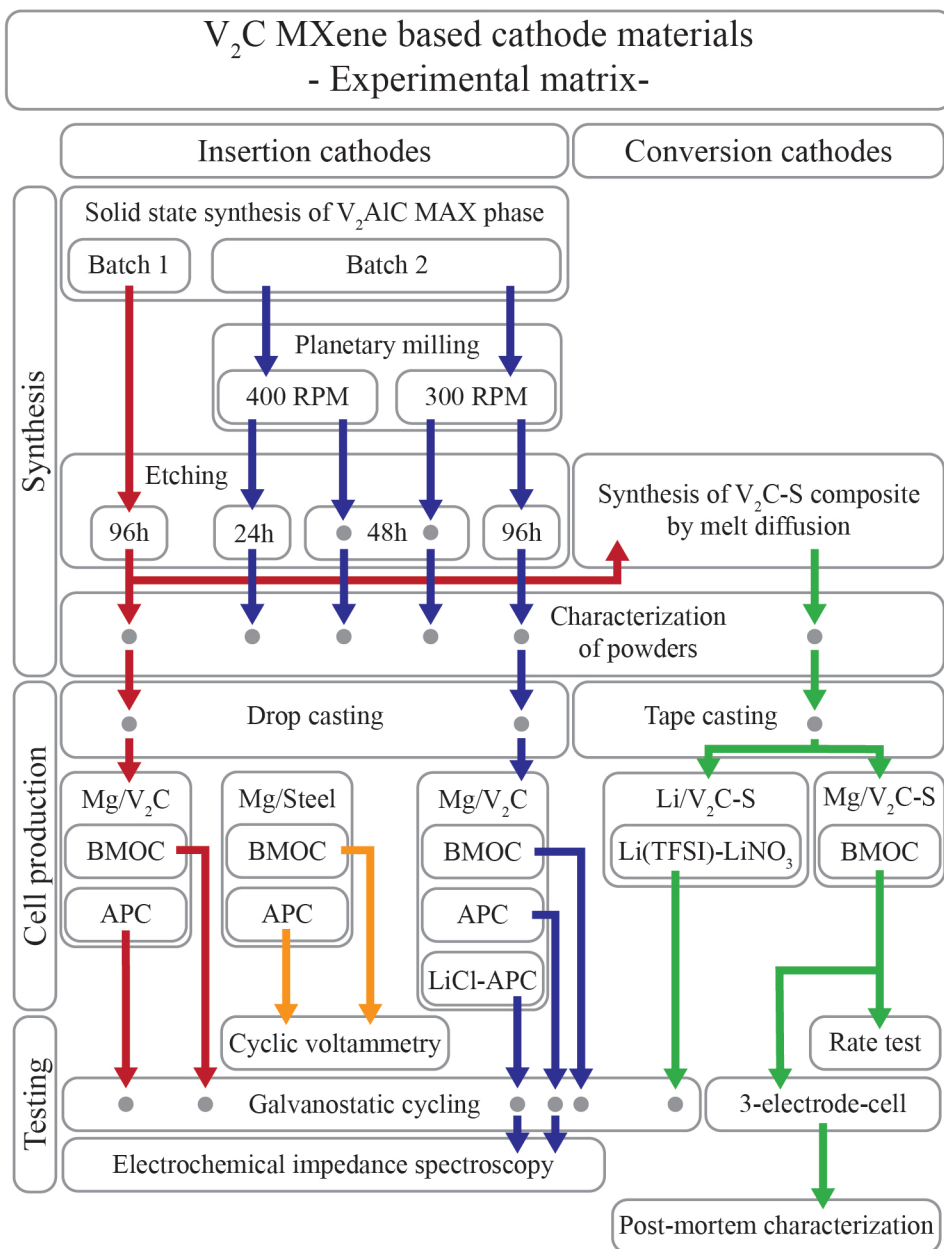 V₂C MXene based cathode materials
- Experimental matrix-
Insertion cathodes
Conversion cathodes
Synthesis
Solid state synthesis of V₂AlC MAX phase
Batch 1
Batch 2
Planetary milling
400 RPM
300 RPM
Etching
96h
24h
48h
96h
Synthesis of V₂C-S composite
by melt diffusion
Characterization
of powders
Cell production
Drop casting
Tape casting
Mg/V₂C
BMOC
APC
Mg/Steel
BMOC
APC
Mg/V₂C
BMOC
APC
LiCl-APC
Li/V₂C-S
Li(TFSI)-LiNO₃
Mg/V₂C-S
BMOC
Testing
Cyclic voltammetry
Rate test
Galvanostatic cycling
3-electrode-cell
Electrochemical impedance spectroscopy
Post-mortem characterization